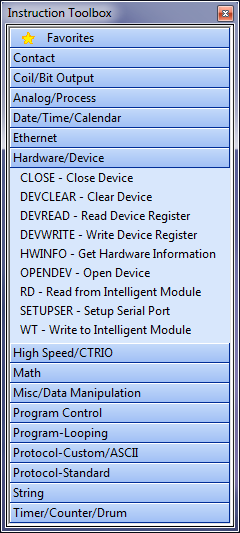 Instruction Toolbox
Favorites
Contact
Coil/Bit Output
Analog/Process
Date/Time/Calendar
Ethernet
Hardware/Device
CLOSE - Close Device
DEVCLEAR - Clear Device
DEVREAD - Read Device Register
DEVWRITE - Write Device Register
HWINFO - Get Hardware Information
OPENDEV - Open Device
RD - Read from Intelligent Module
SETUPSER - Setup Serial Port
WT - Write to Intelligent Module
High Speed/CTRIO
Math
Misc/Data Manipulation
Program Control
Program-Looping
Protocol-Custom/ASCII
Protocol-Standard
String
Timer/Counter/Drum